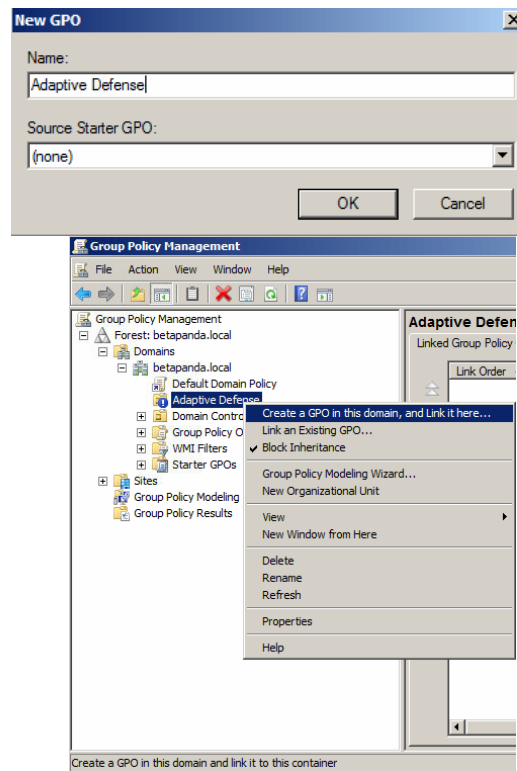 New GPO
Name:
Adaptive Defense
Source Starter GPO:
(none)
OK Cancel
Group Policy Management
File Action View Window Help
Group Policy Management
Forest: betapanda.local
Domains
betapanda.local
Default Domain Policy
Adaptive Defense
Domain Contro
Group Policy O
WMI Filters
Starter GPOs
Sites
Group Policy Modeling
Group Policy Results
Adaptive Defen
Linked Group Policy
Link Order
Create a GPO in this domain, and Link it here...
Link an Existing GPO...
Block Inheritance
Group Policy Modeling Wizard...
New Organizational Unit
View
New Window from Here
Delete
Rename
Refresh
Properties
Help
Create a GPO in this domain and link it to this container